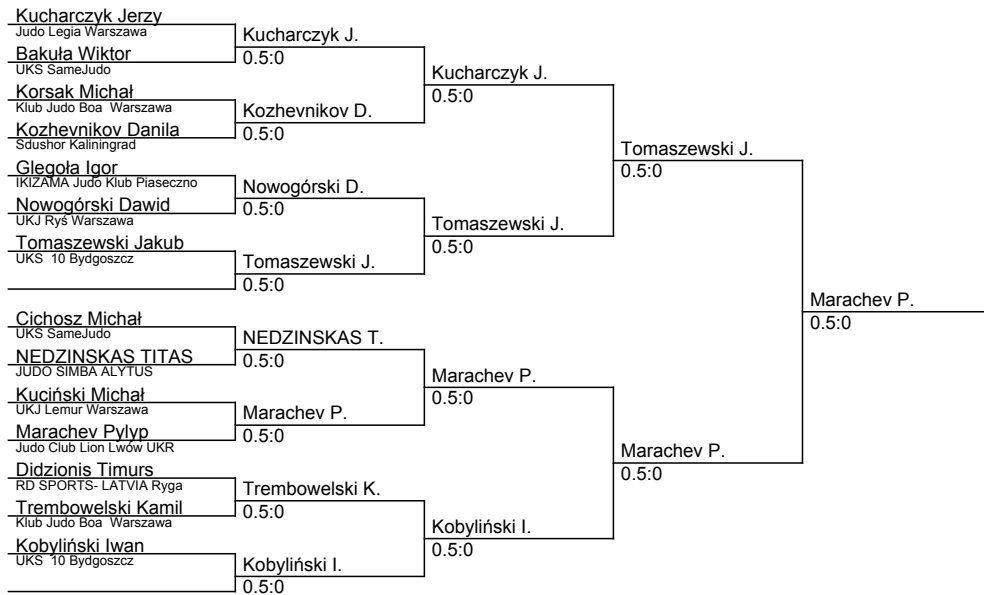 Kucharczyk Jerzy
Judo Legia Warszawa
Bakuła Wiktor
UKS SameJudo
Korsak Michał
Klub Judo Boa  Warszawa
Kozhevnikov Danila
Sdushor Kaliningrad
Glegoła Igor
IKIZAMA Judo Klub Piaseczno
Nowogórski Dawid
UKJ Ryś Warszawa
Tomaszewski Jakub
UKS  10 Bydgoszcz
Cichosz Michał
UKS SameJudo
NEDZINSKAS TITAS
JUDO SIMBA ALYTUS
Kuciński Michał
UKJ Lemur Warszawa
Marachev Pylyp
Judo Club Lion Lwów UKR
Didzionis Timurs
RD SPORTS- LATVIA Ryga
Trembowelski Kamil
Klub Judo Boa  Warszawa
Kobyliński Iwan
UKS  10 Bydgoszcz
Kucharczyk J.
0.5:0
Kozhevnikov D.
0.5:0
Nowogórski D.
0.5:0
Tomaszewski J.
0.5:0
NEDZINSKAS T.
0.5:0
Marachev P.
0.5:0
Trembowelski K.
0.5:0
Kobyliński I.
0.5:0
Kucharczyk J.
0.5:0
Tomaszewski J.
0.5:0
Marachev P.
0.5:0
Kobyliński I.
0.5:0
Tomaszewski J.
0.5:0
Marachev P.
0.5:0
Marachev P.
0.5:0